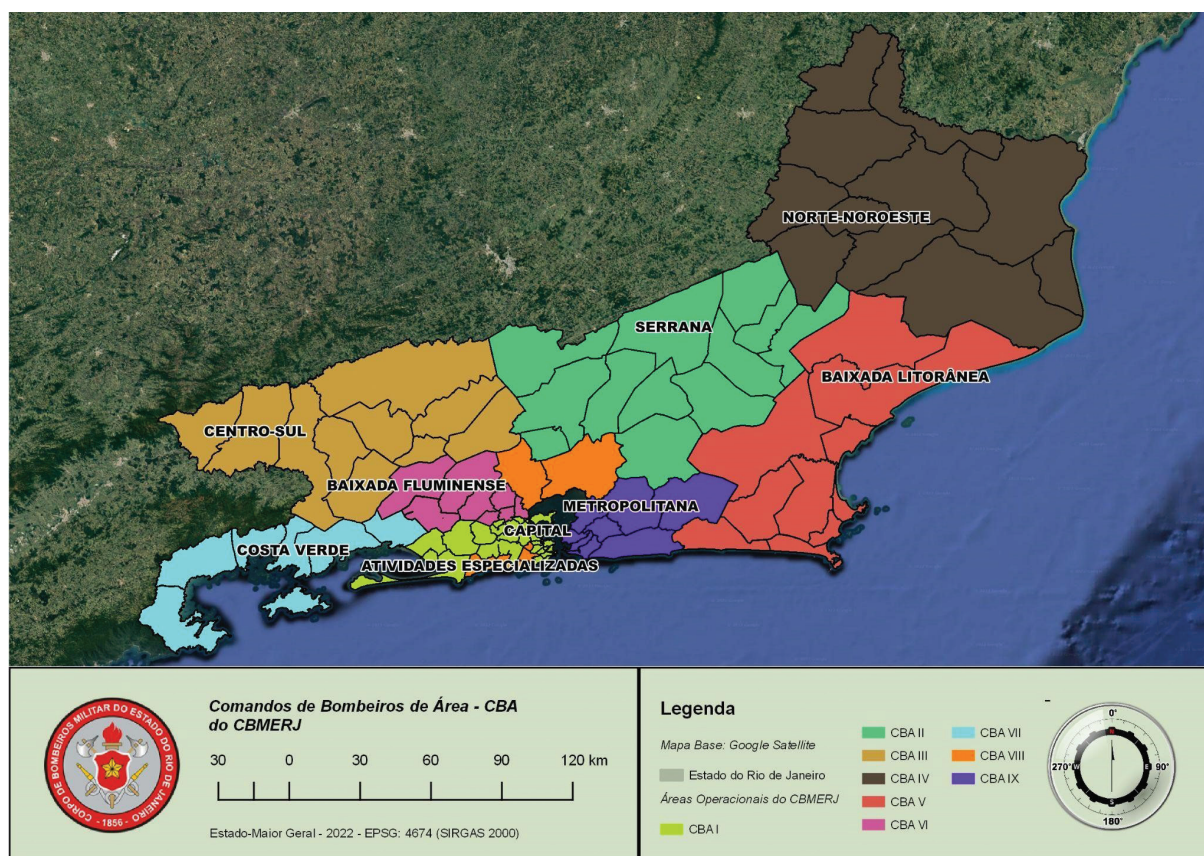 NORTE-NOROESTE
SERRANA
BAIXADA LITORÂNEA
CENTRO-SUL
BAIXADA FLUMINENSE
METROPOLITANA
CAPITAL
COSTA VERDE
ATIVIDADES ESPECIALIZADAS
CORPO DE BOMBEIROS MILITAR DO ESTADO DO RIO DE JANEIRO
- 1856 -
Comandos de Bombeiros de Área - CBA
do CBMERJ
30 0 30 60 90 120 km
Estado-Maior Geral - 2022 - EPSG: 4674 (SIRGAS 2000)
Legenda
Mapa Base: Google Satellite
Estado do Rio de Janeiro
Áreas Operacionais do CBMERJ
CBA I
CBA II
CBA III
CBA IV
CBA V
CBA VI
CBA VII
CBA VIII
CBA IX
0°
N
270° W E 90°
S
180°